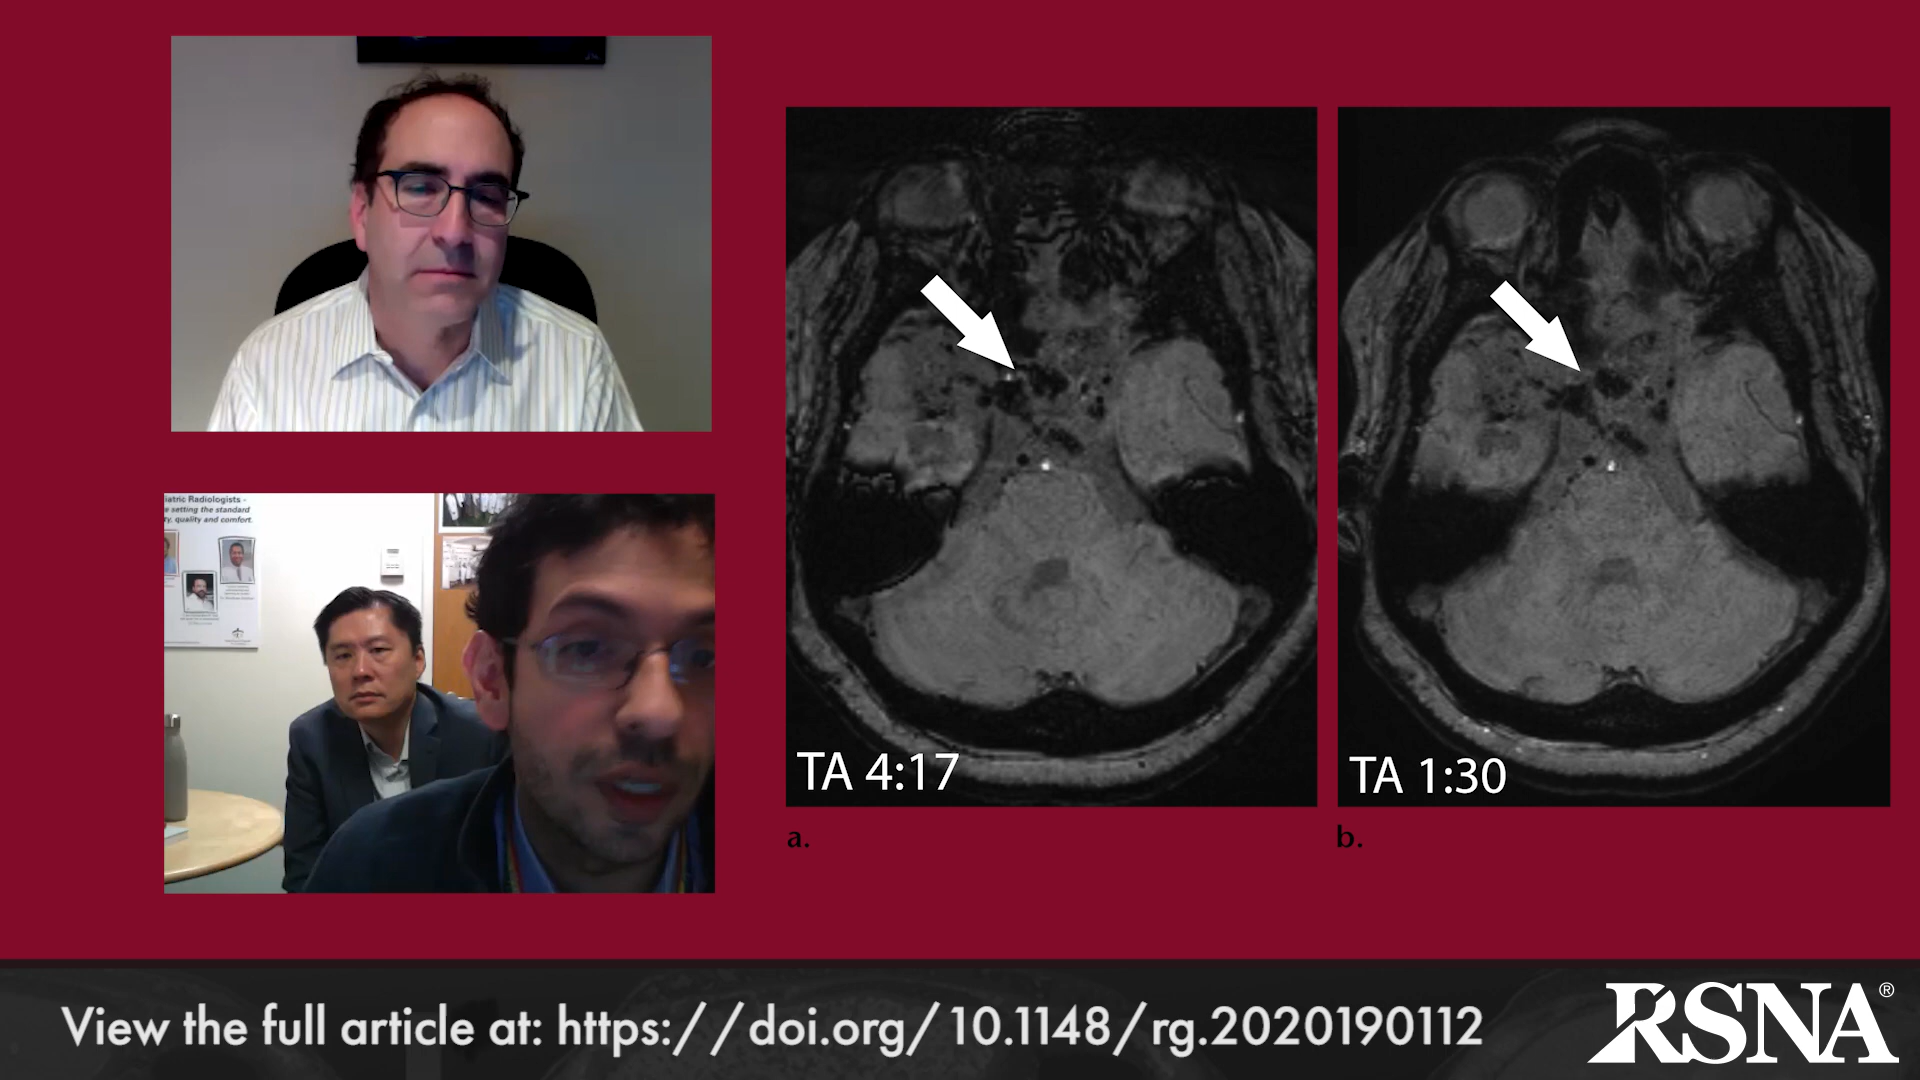 iatric Radiologists -
e setting the standard
ty, quality and comfort.
TA 4:17
TA 1:30
a.
b.
View the full article at: https://doi.org/10.1148/rg.2020190112
RSNA®